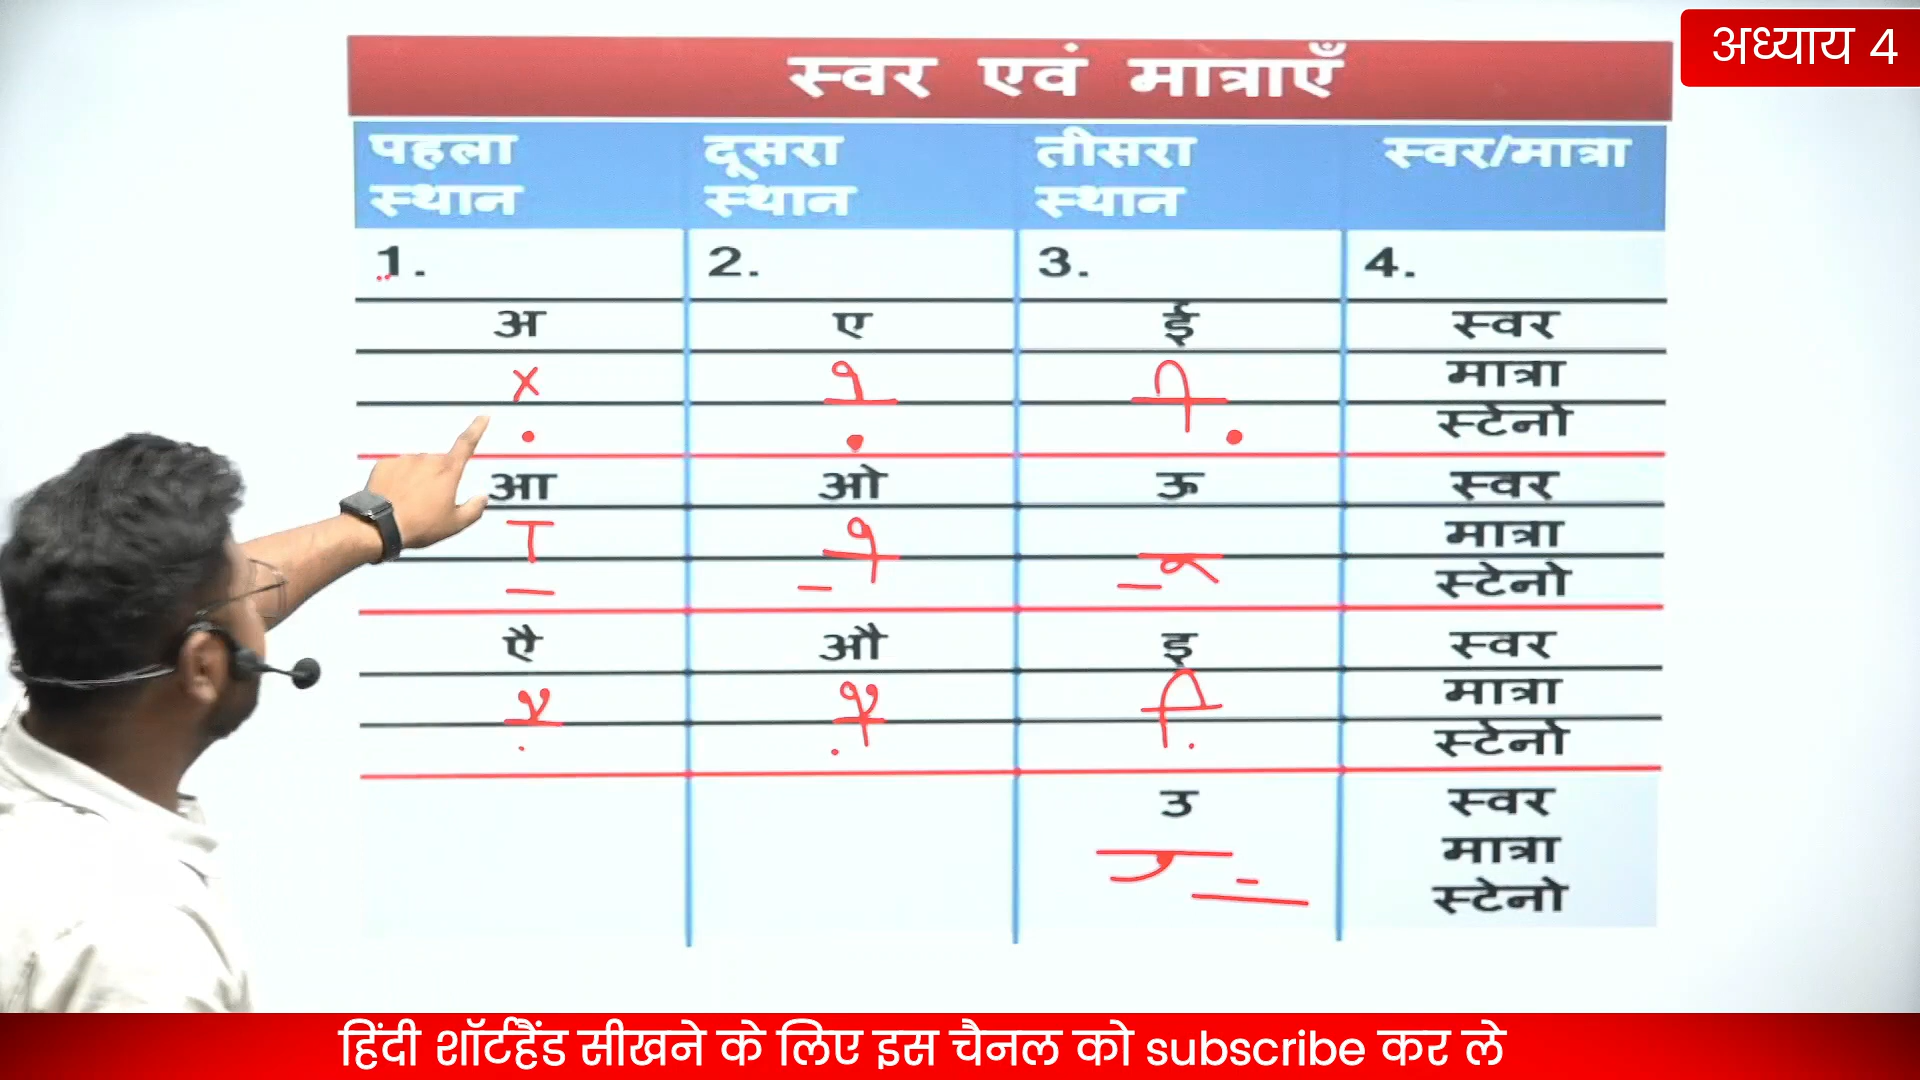 अध्याय 4
स्वर एवं मात्राएँ
पहला स्थान दूसरा स्थान तीसरा स्थान स्वर/मात्रा
1. 2. 3. 4.
अ ए ई स्वर
मात्रा
स्टेनो
आ ओ ऊ स्वर
मात्रा
स्टेनो
ऐ औ इ स्वर
मात्रा
स्टेनो
उ स्वर
मात्रा
स्टेनो
हिंदी शॉर्टहैंड सीखने के लिए इस चैनल को subscribe कर ले